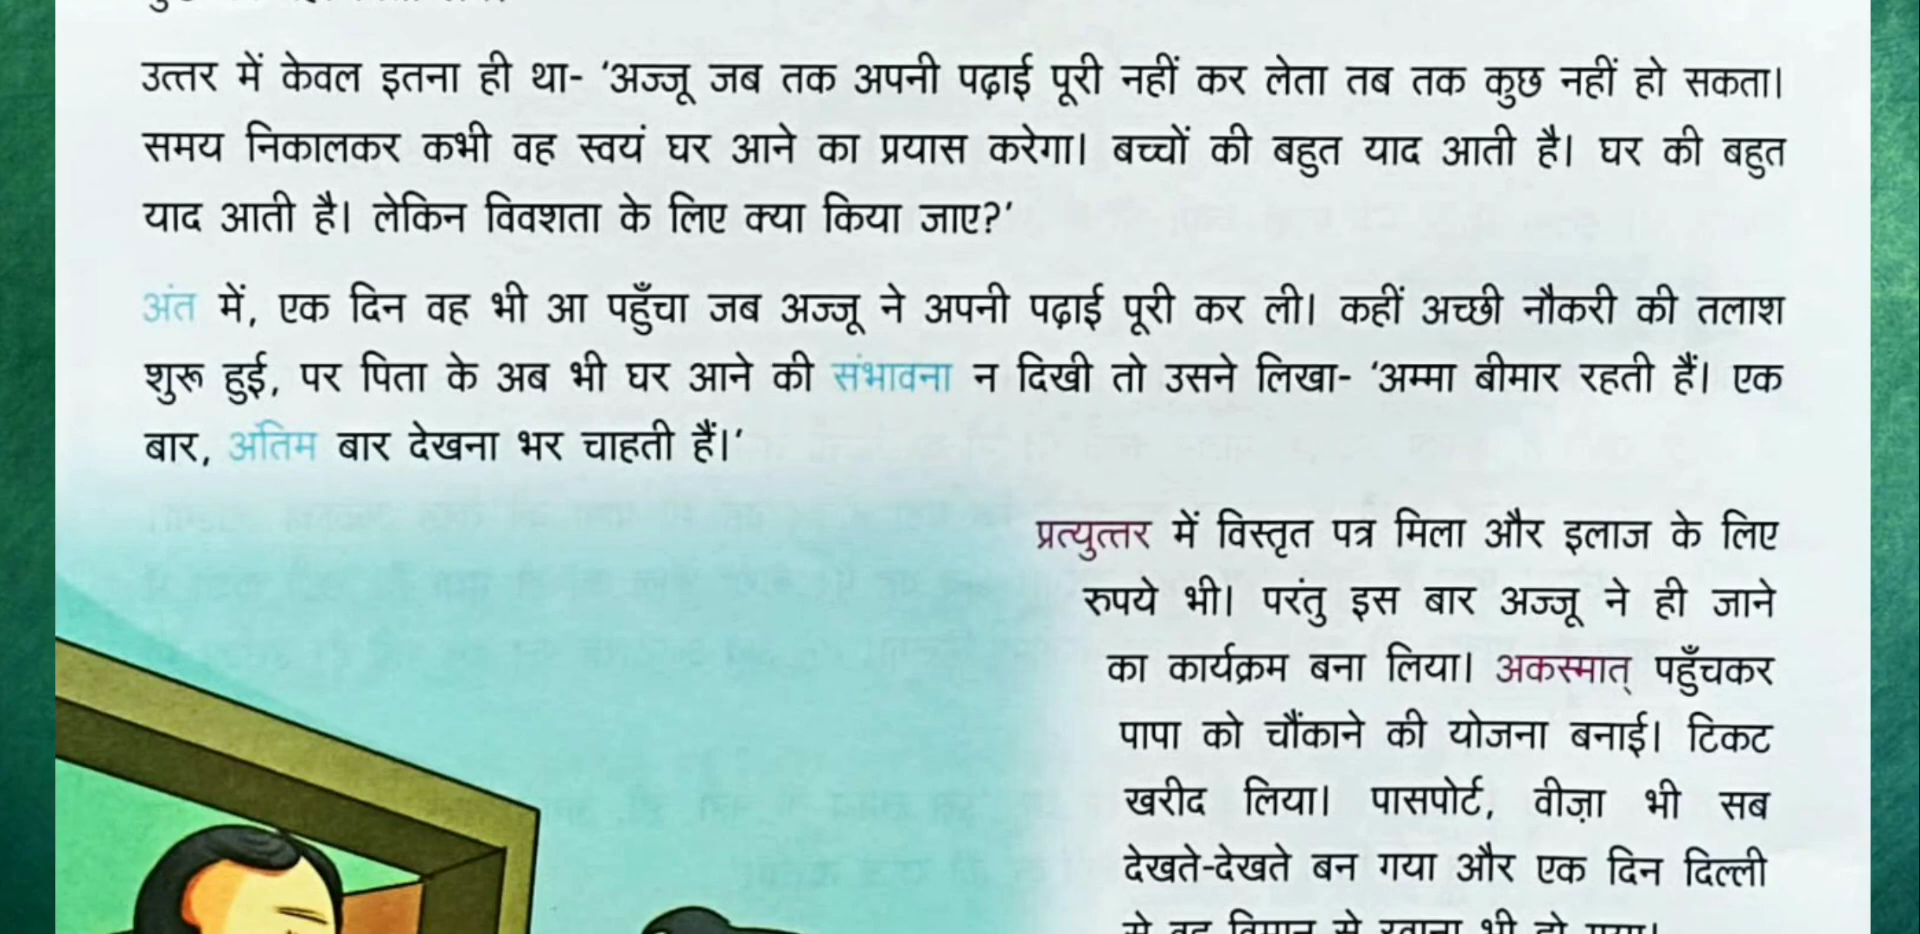 उत्तर में केवल इतना ही था- ‘अज्जू जब तक अपनी पढ़ाई पूरी नहीं कर लेता तब तक कुछ नहीं हो सकता।
समय निकालकर कभी वह स्वयं घर आने का प्रयास करेगा। बच्चों की बहुत याद आती है। घर की बहुत
याद आती है। लेकिन विवशता के लिए क्या किया जाए?’
अंत में, एक दिन वह भी आ पहुँचा जब अज्जू ने अपनी पढ़ाई पूरी कर ली। कहीं अच्छी नौकरी की तलाश
शुरू हुई, पर पिता के अब भी घर आने की संभावना न दिखी तो उसने लिखा- ‘अम्मा बीमार रहती हैं। एक
बार, अंतिम बार देखना भर चाहती हैं।’
प्रत्युत्तर में विस्तृत पत्र मिला और इलाज के लिए
रुपये भी। परंतु इस बार अज्जू ने ही जाने
का कार्यक्रम बना लिया। अकस्मात् पहुँचकर
पापा को चौंकाने की योजना बनाई। टिकट
खरीद लिया। पासपोर्ट, वीज़ा भी सब
देखते-देखते बन गया और एक दिन दिल्ली
से वह विमान से रवाना भी हो गया।